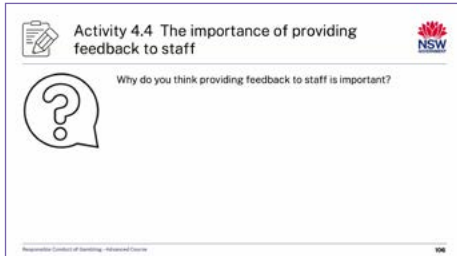 Activity 4.4 The importance of providing
feedback to staff
NSW
GOVERNMENT
Why do you think providing feedback to staff is important?
Responsible Conduct of Gambling - Advanced Course
106